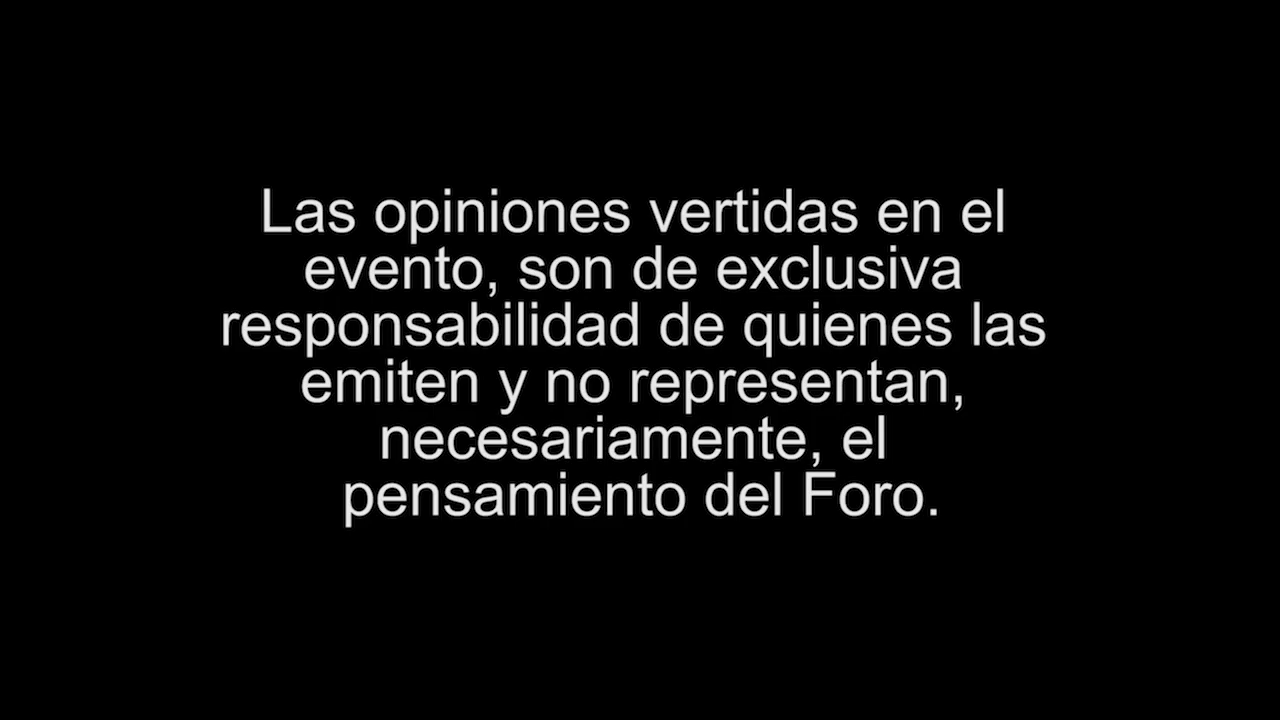 Las opiniones vertidas en el
evento, son de exclusiva
responsabilidad de quienes las
emiten y no representan,
necesariamente, el
pensamiento del Foro.